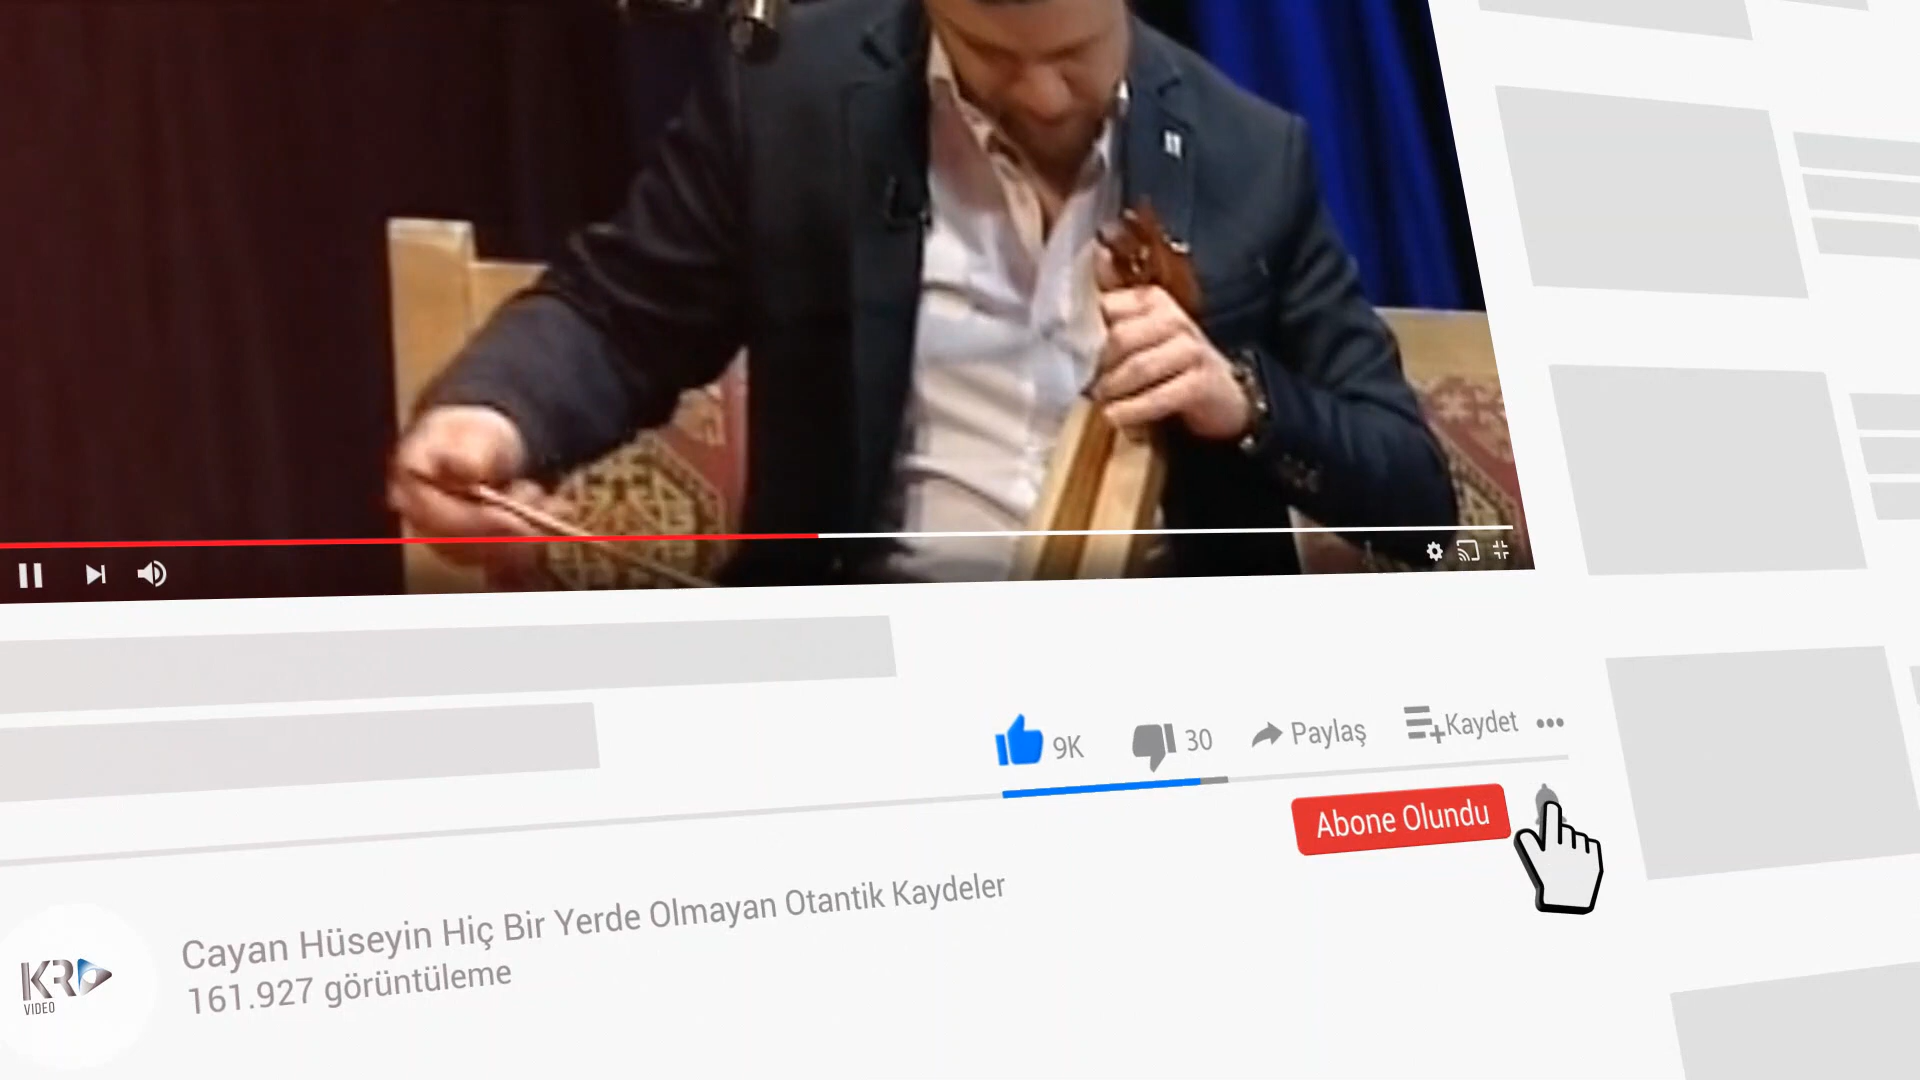 9K
30
Paylaş
Kaydet
Abone Olundu
Cayan Hüseyin Hiç Bir Yerde Olmayan Otantik Kaydeler
161.927 görüntüleme
KR
VIDEO